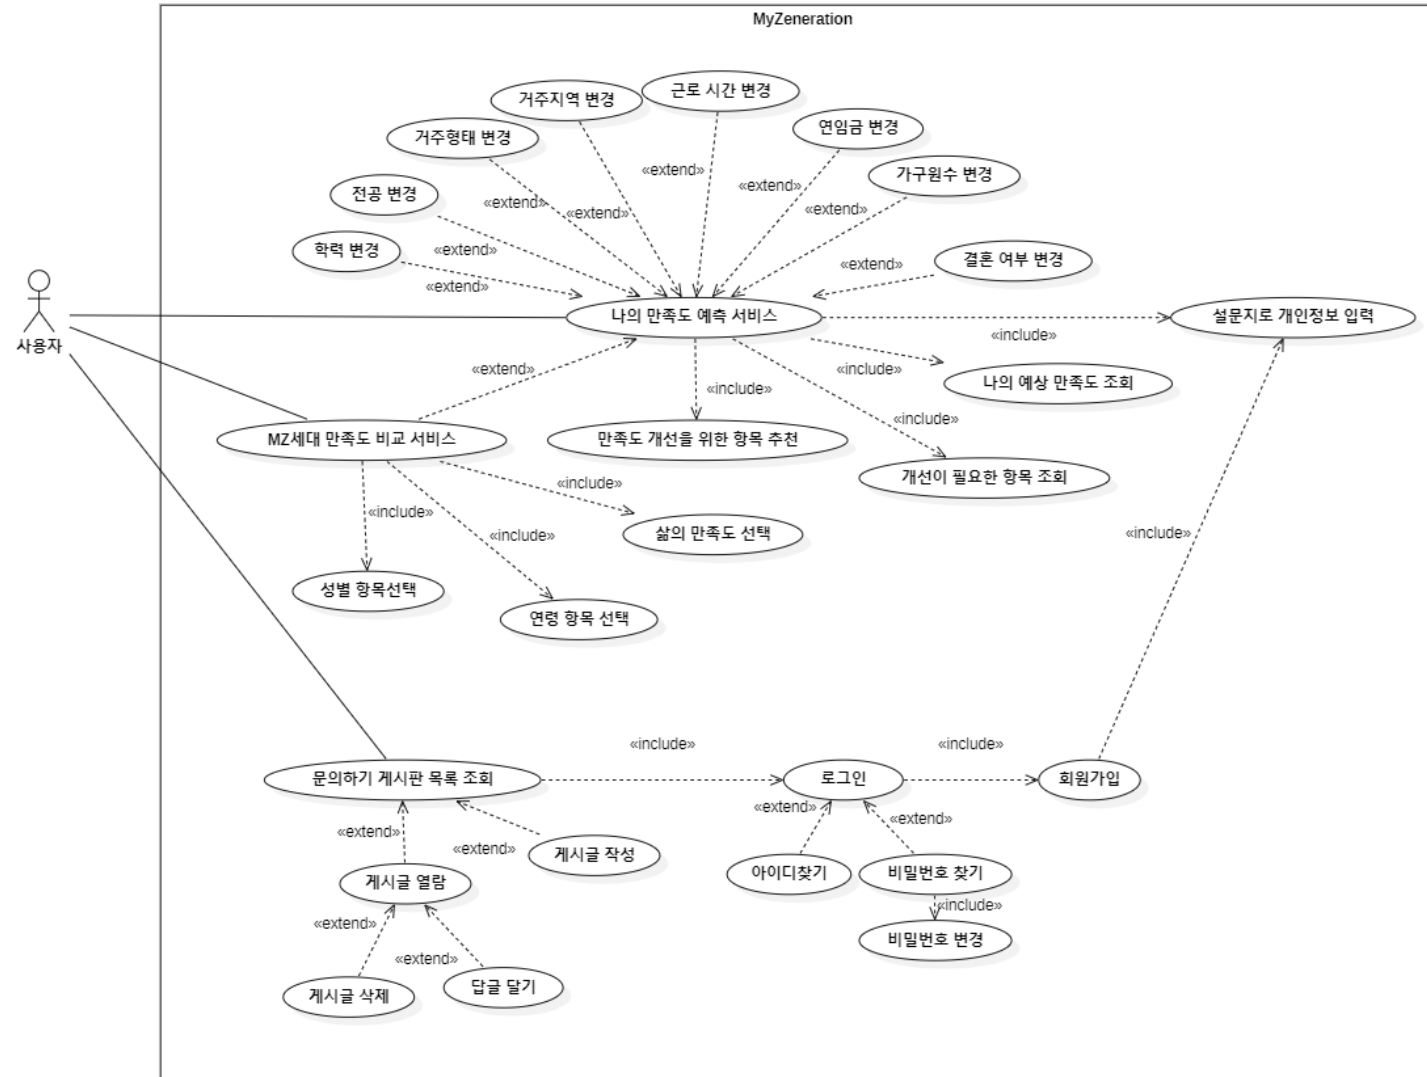 MyZeneration
근로 시간 변경
거주지역 변경
연임금 변경
거주형태 변경
«extend»
가구원수 변경
«extend»
전공 변경
«extend»
«extend»
«extend»
학력 변경
«extend»
결혼 여부 변경
«extend»
«extend»
나의 만족도 예측 서비스
설문지로 개인정보 입력
사용자
«include»
«extend»
«include»
나의 예상 만족도 조회
«include»
«include»
MZ세대 만족도 비교 서비스
만족도 개선을 위한 항목 추천
개선이 필요한 항목 조회
«include»
«include»
«include»
«include»
삶의 만족도 선택
성별 항목선택
연령 항목 선택
«include»
«include»
문의하기 게시판 목록 조회
로그인
회원가입
«extend»
«extend»
«extend»
«extend»
게시글 작성
아이디찾기
비밀번호 찾기
게시글 열람
«include»
«extend»
비밀번호 변경
«extend»
답글 달기
게시글 삭제